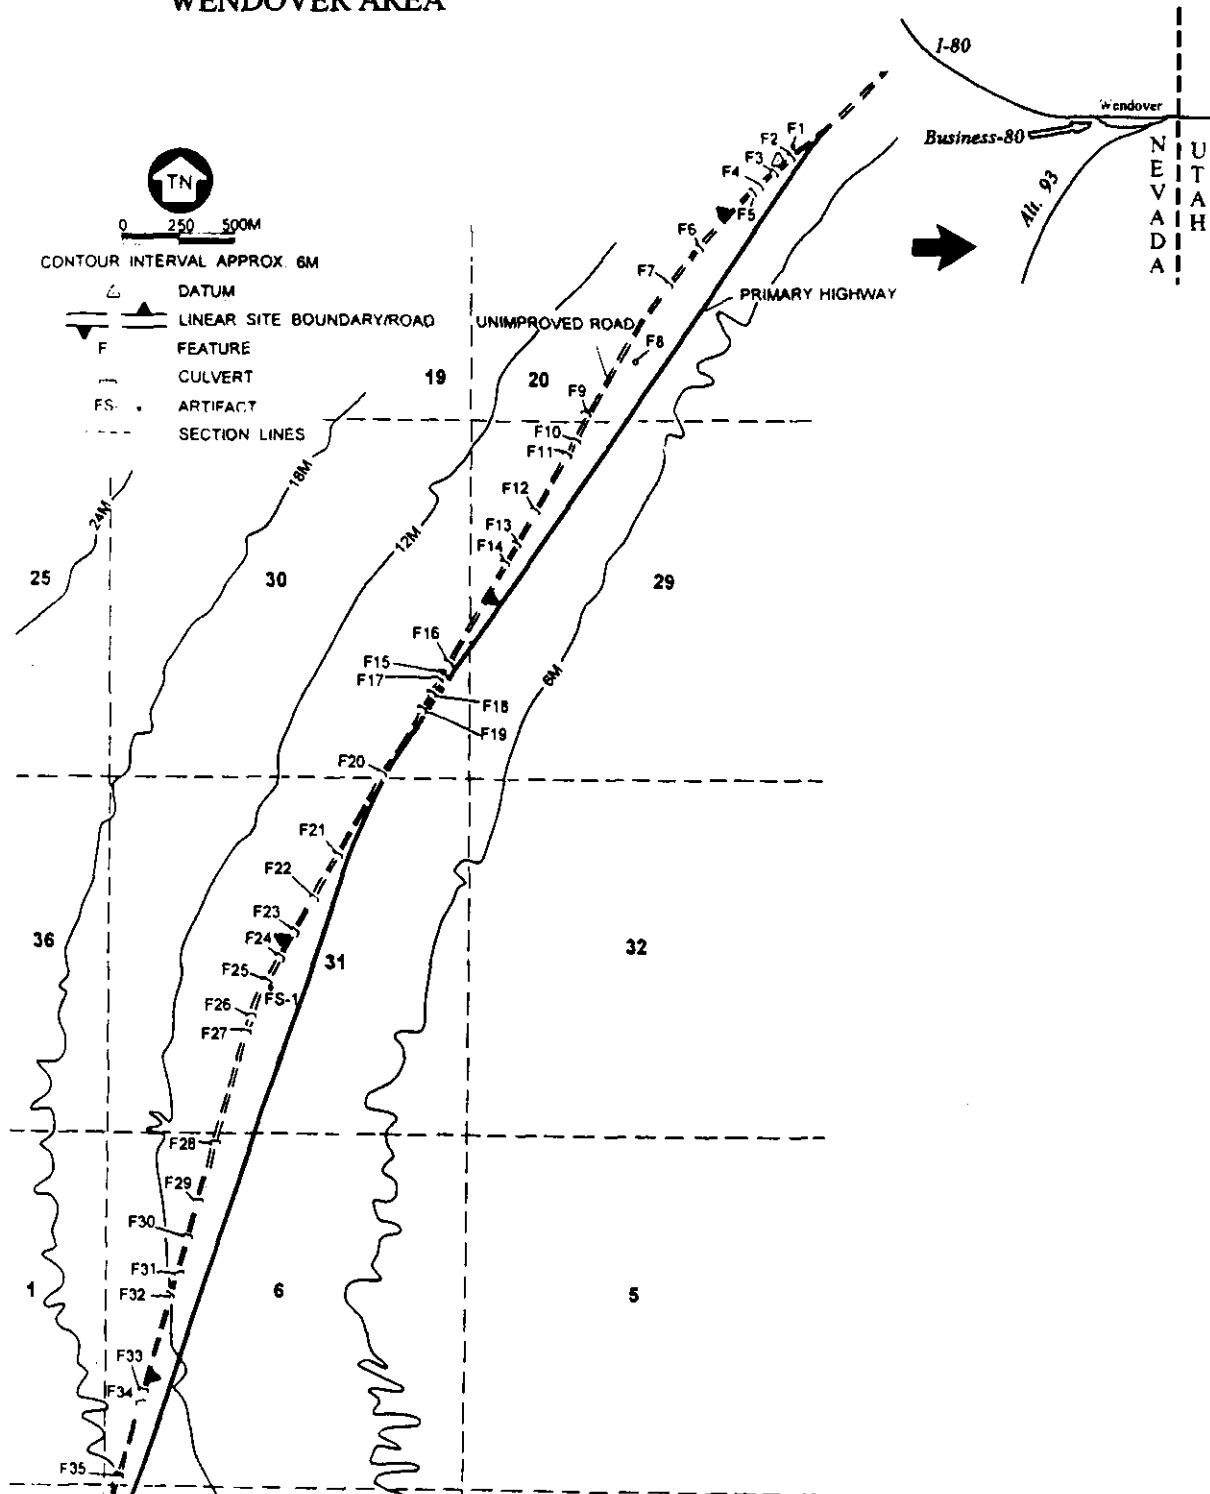 WENDOVER AREA
I-80
Wendover
Business-80
Alt. 93
NEVADA
UTAH
TN
0 250 500M
CONTOUR INTERVAL APPROX. 6M
DATUM
LINEAR SITE BOUNDARY/ROAD
F FEATURE
CULVERT
FS- ARTIFACT
SECTION LINES
F1
F2
F3
F4
F5
F6
F7
PRIMARY HIGHWAY
UNIMPROVED ROAD
F8
19
20
F9
F10
F11
18M
24M
F12
12M
F13
F14
25
30
29
F16
F15
F17
6M
F18
F19
F20
F21
F22
F23
F24
36
31
32
F25
FS-1
F26
F27
F28
F29
F30
F31
1
F32
6
5
F33
F34
F35